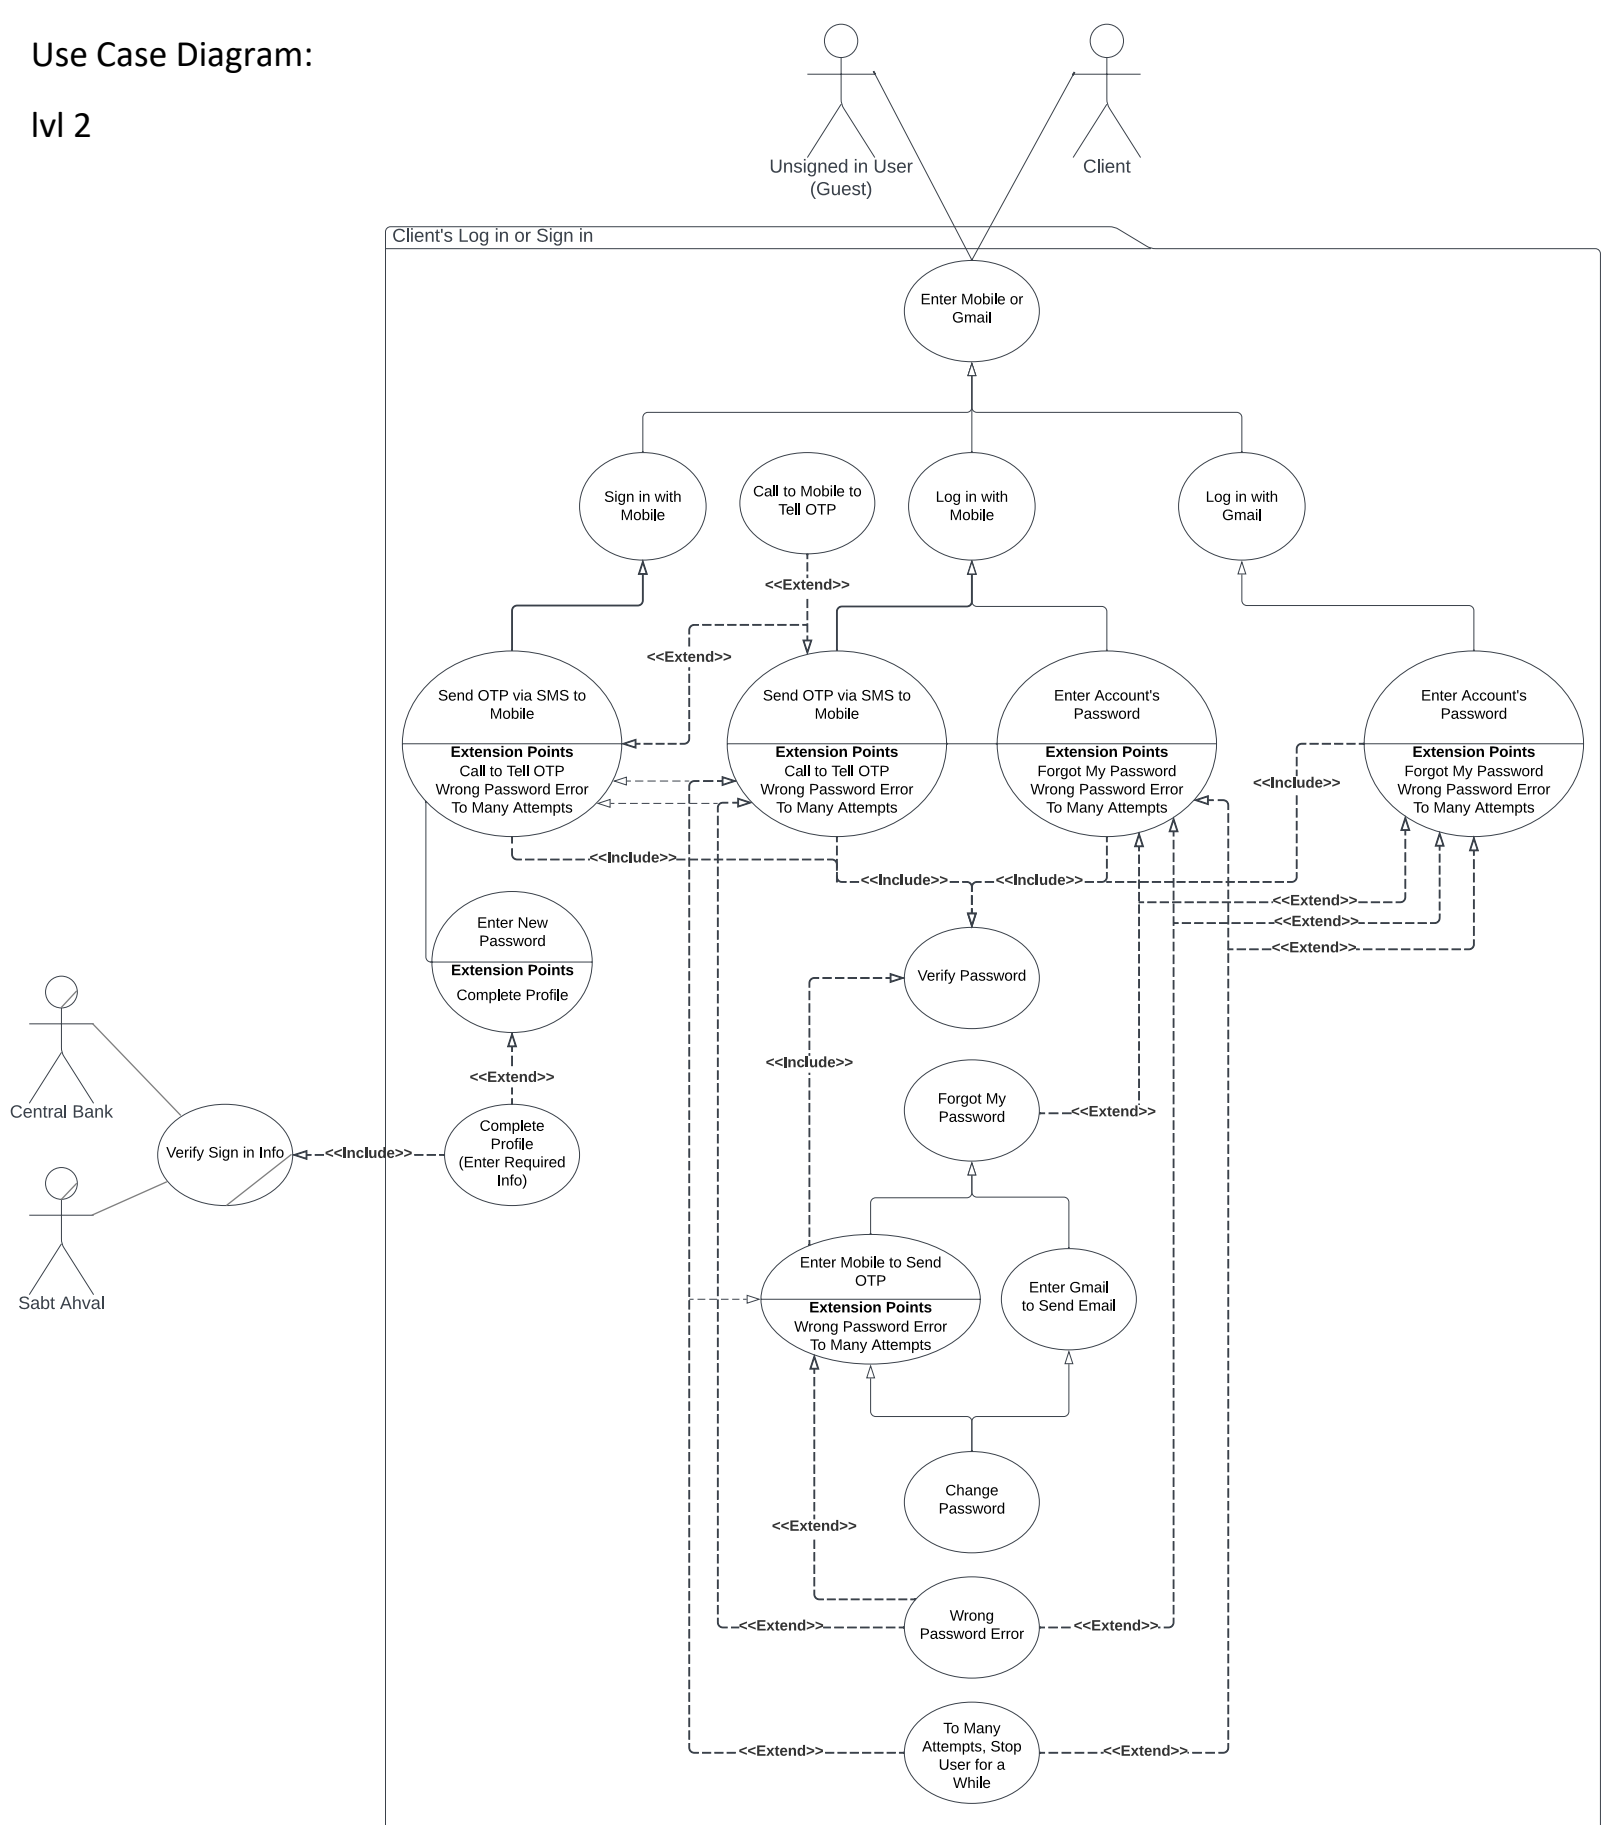 Use Case Diagram:
lvl 2
Unsigned in User
(Guest)
Client
Client's Log in or Sign in
Enter Mobile or
Gmail
Sign in with
Mobile
Call to Mobile to
Tell OTP
Log in with
Mobile
Log in with
Gmail
<<Extend>>
<<Extend>>
Send OTP via SMS to
Mobile
Extension Points
Call to Tell OTP
Wrong Password Error
To Many Attempts
Send OTP via SMS to
Mobile
Extension Points
Call to Tell OTP
Wrong Password Error
To Many Attempts
Enter Account's
Password
Extension Points
Forgot My Password
Wrong Password Error
To Many Attempts
Enter Account's
Password
Extension Points
Forgot My Password
Wrong Password Error
To Many Attempts
<<Include>>
<<Include>>
<<Include>>
<<Include>>
<<Extend>>
<<Extend>>
<<Extend>>
Enter New
Password
Extension Points
Complete Profile
Verify Password
<<Include>>
<<Extend>>
Central Bank
Verify Sign in Info
<<Include>>
Complete
Profile
(Enter Required
Info)
Forgot My
Password
<<Extend>>
Sabt Ahval
Enter Mobile to Send
OTP
Extension Points
Wrong Password Error
To Many Attempts
Enter Gmail
to Send Email
Change
Password
<<Extend>>
Wrong
Password Error
<<Extend>>
<<Extend>>
To Many
Attempts, Stop
User for a
While
<<Extend>>
<<Extend>>